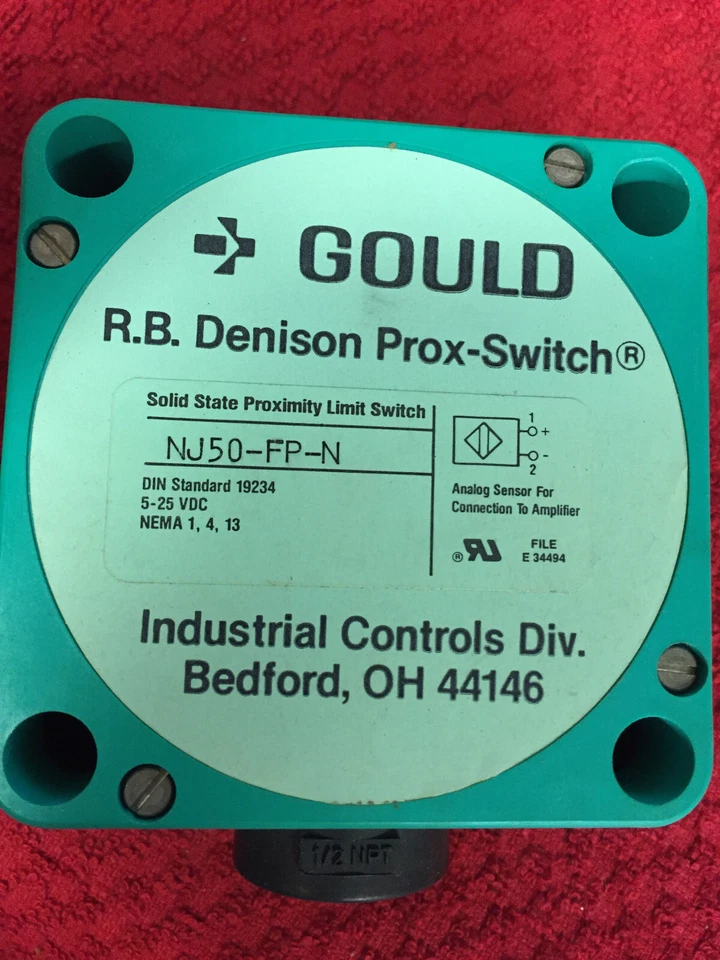 GOULD
R.B. Denison Prox-Switch®
Solid State Proximity Limit Switch
NJ50-FP-N
DIN Standard 19234
5-25 VDC
NEMA 1, 4, 13
1
+
-
2
Analog Sensor For
Connection To Amplifier
® RU FILE
E 34494
Industrial Controls Div.
Bedford, OH 44146
1/2 NPT